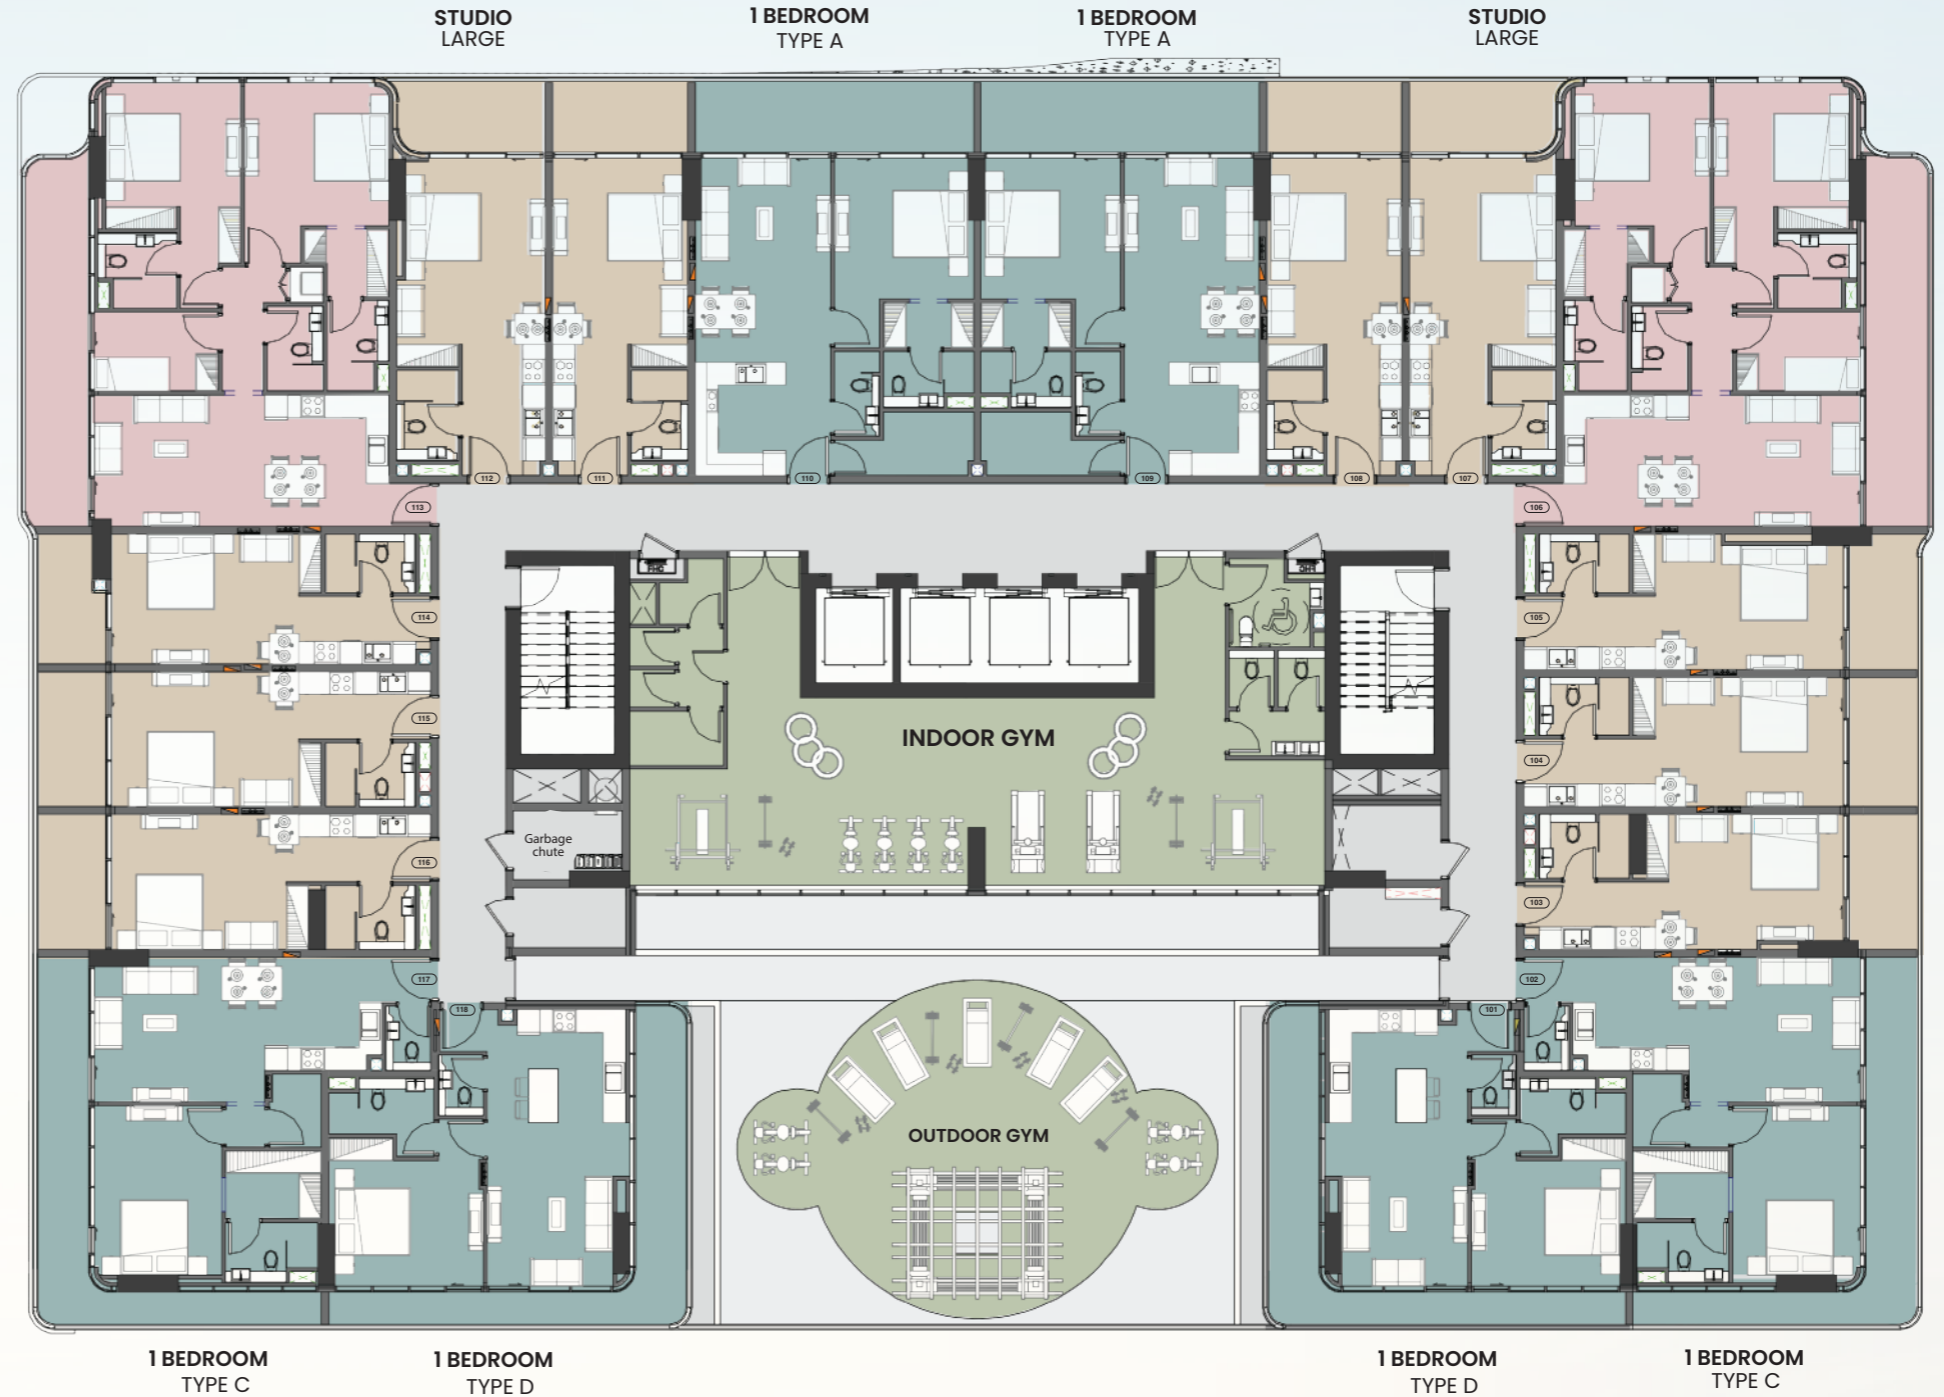 STUDIO
LARGE
1 BEDROOM
TYPE A
1 BEDROOM
TYPE A
STUDIO
LARGE
112
111
110
109
108
107
113
106
FHC
114
105
115
104
INDOOR GYM
Garbage
chute
116
103
117
102
118
101
OUTDOOR GYM
1 BEDROOM
TYPE C
1 BEDROOM
TYPE D
1 BEDROOM
TYPE D
1 BEDROOM
TYPE C